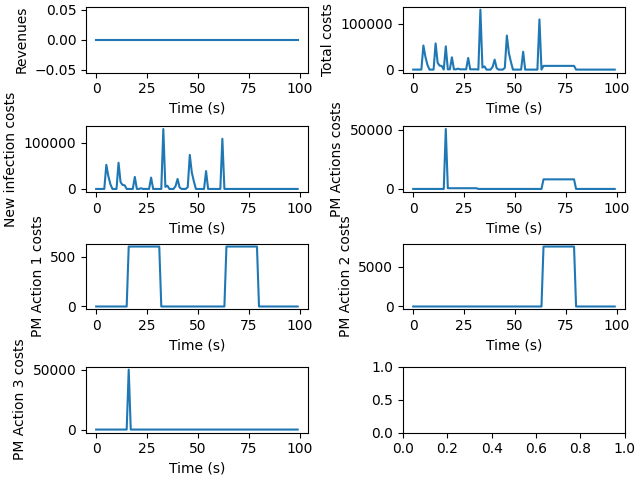 Revenues
0.05
0.00
−0.05
0 25 50 75 100
Time (s)
Total costs
100000
0
0 25 50 75 100
Time (s)
New infection costs
100000
0
0 25 50 75 100
Time (s)
PM Actions costs
50000
0
0 25 50 75 100
Time (s)
PM Action 1 costs
500
0
0 25 50 75 100
Time (s)
PM Action 2 costs
5000
0
0 25 50 75 100
Time (s)
PM Action 3 costs
50000
0
0 25 50 75 100
Time (s)
1.0
0.5
0.0
0.0 0.2 0.4 0.6 0.8 1.0